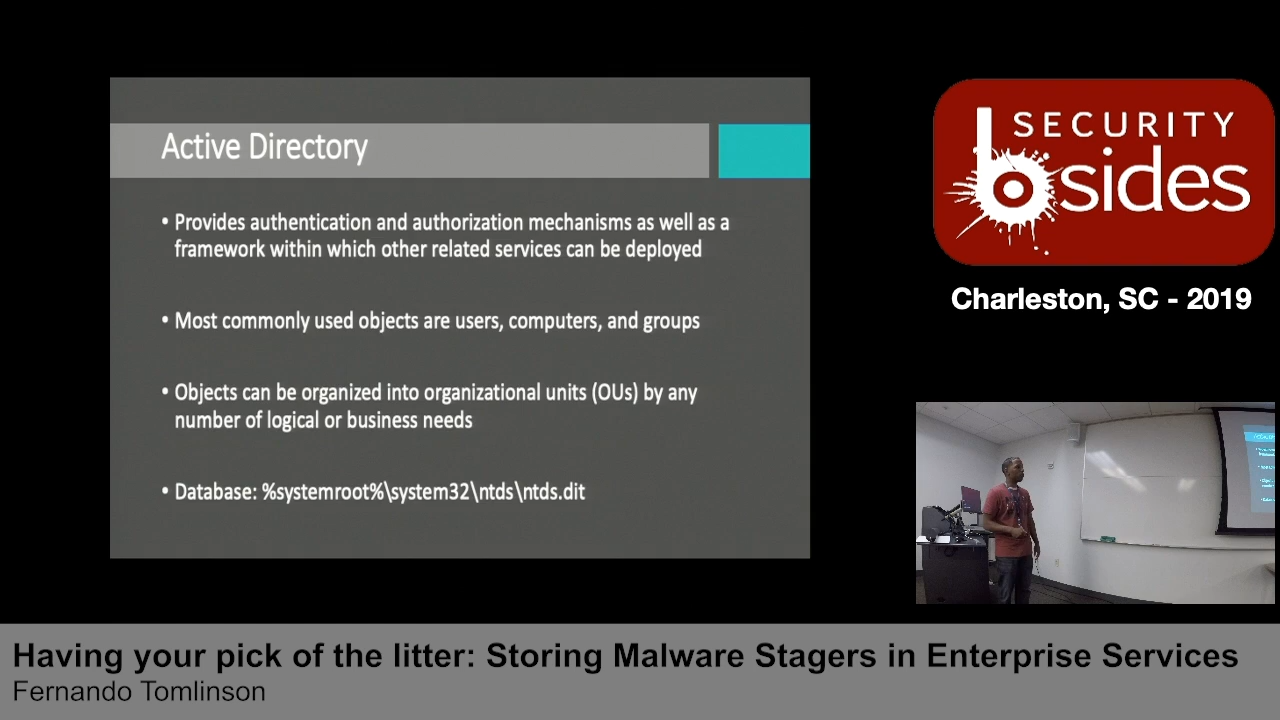 Active Directory
• Provides authentication and authorization mechanisms as well as a
framework within which other related services can be deployed
• Most commonly used objects are users, computers, and groups
• Objects can be organized into organizational units (OUs) by any
number of logical or business needs
• Database: %systemroot%\system32\ntds\ntds.dit
SECURITY
bsides
Charleston, SC - 2019
Having your pick of the litter: Storing Malware Stagers in Enterprise Services
Fernando Tomlinson